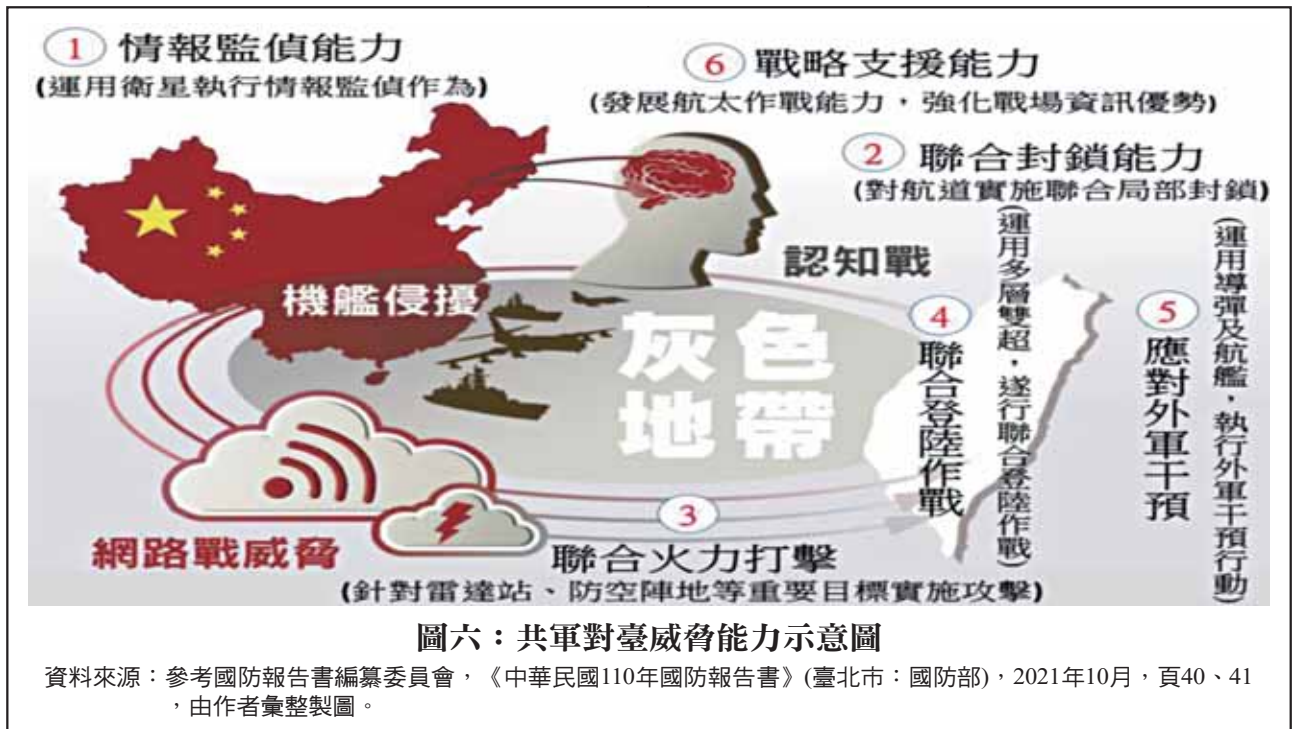 ① 情報監偵能力
(運用衛星執行情報監偵作為)
⑥ 戰略支援能力
(發展航太作戰能力，強化戰場資訊優勢)
② 聯合封鎖能力
(對航道實施聯合局部封鎖)
認知戰
機艦侵擾
灰色
地帶
④ 聯合登陸作戰
(運用多層雙超，遂行聯合登陸作戰)
⑤ 應對外軍干預
(運用導彈及航艦，執行外軍干預行動)
網路戰威脅
③
聯合火力打擊
(針對雷達站、防空陣地等重要目標實施攻擊)
圖六：共軍對臺威脅能力示意圖
資料來源：參考國防報告書編纂委員會，《中華民國110年國防報告書》(臺北市：國防部)，2021年10月，頁40、41
，由作者彙整製圖。